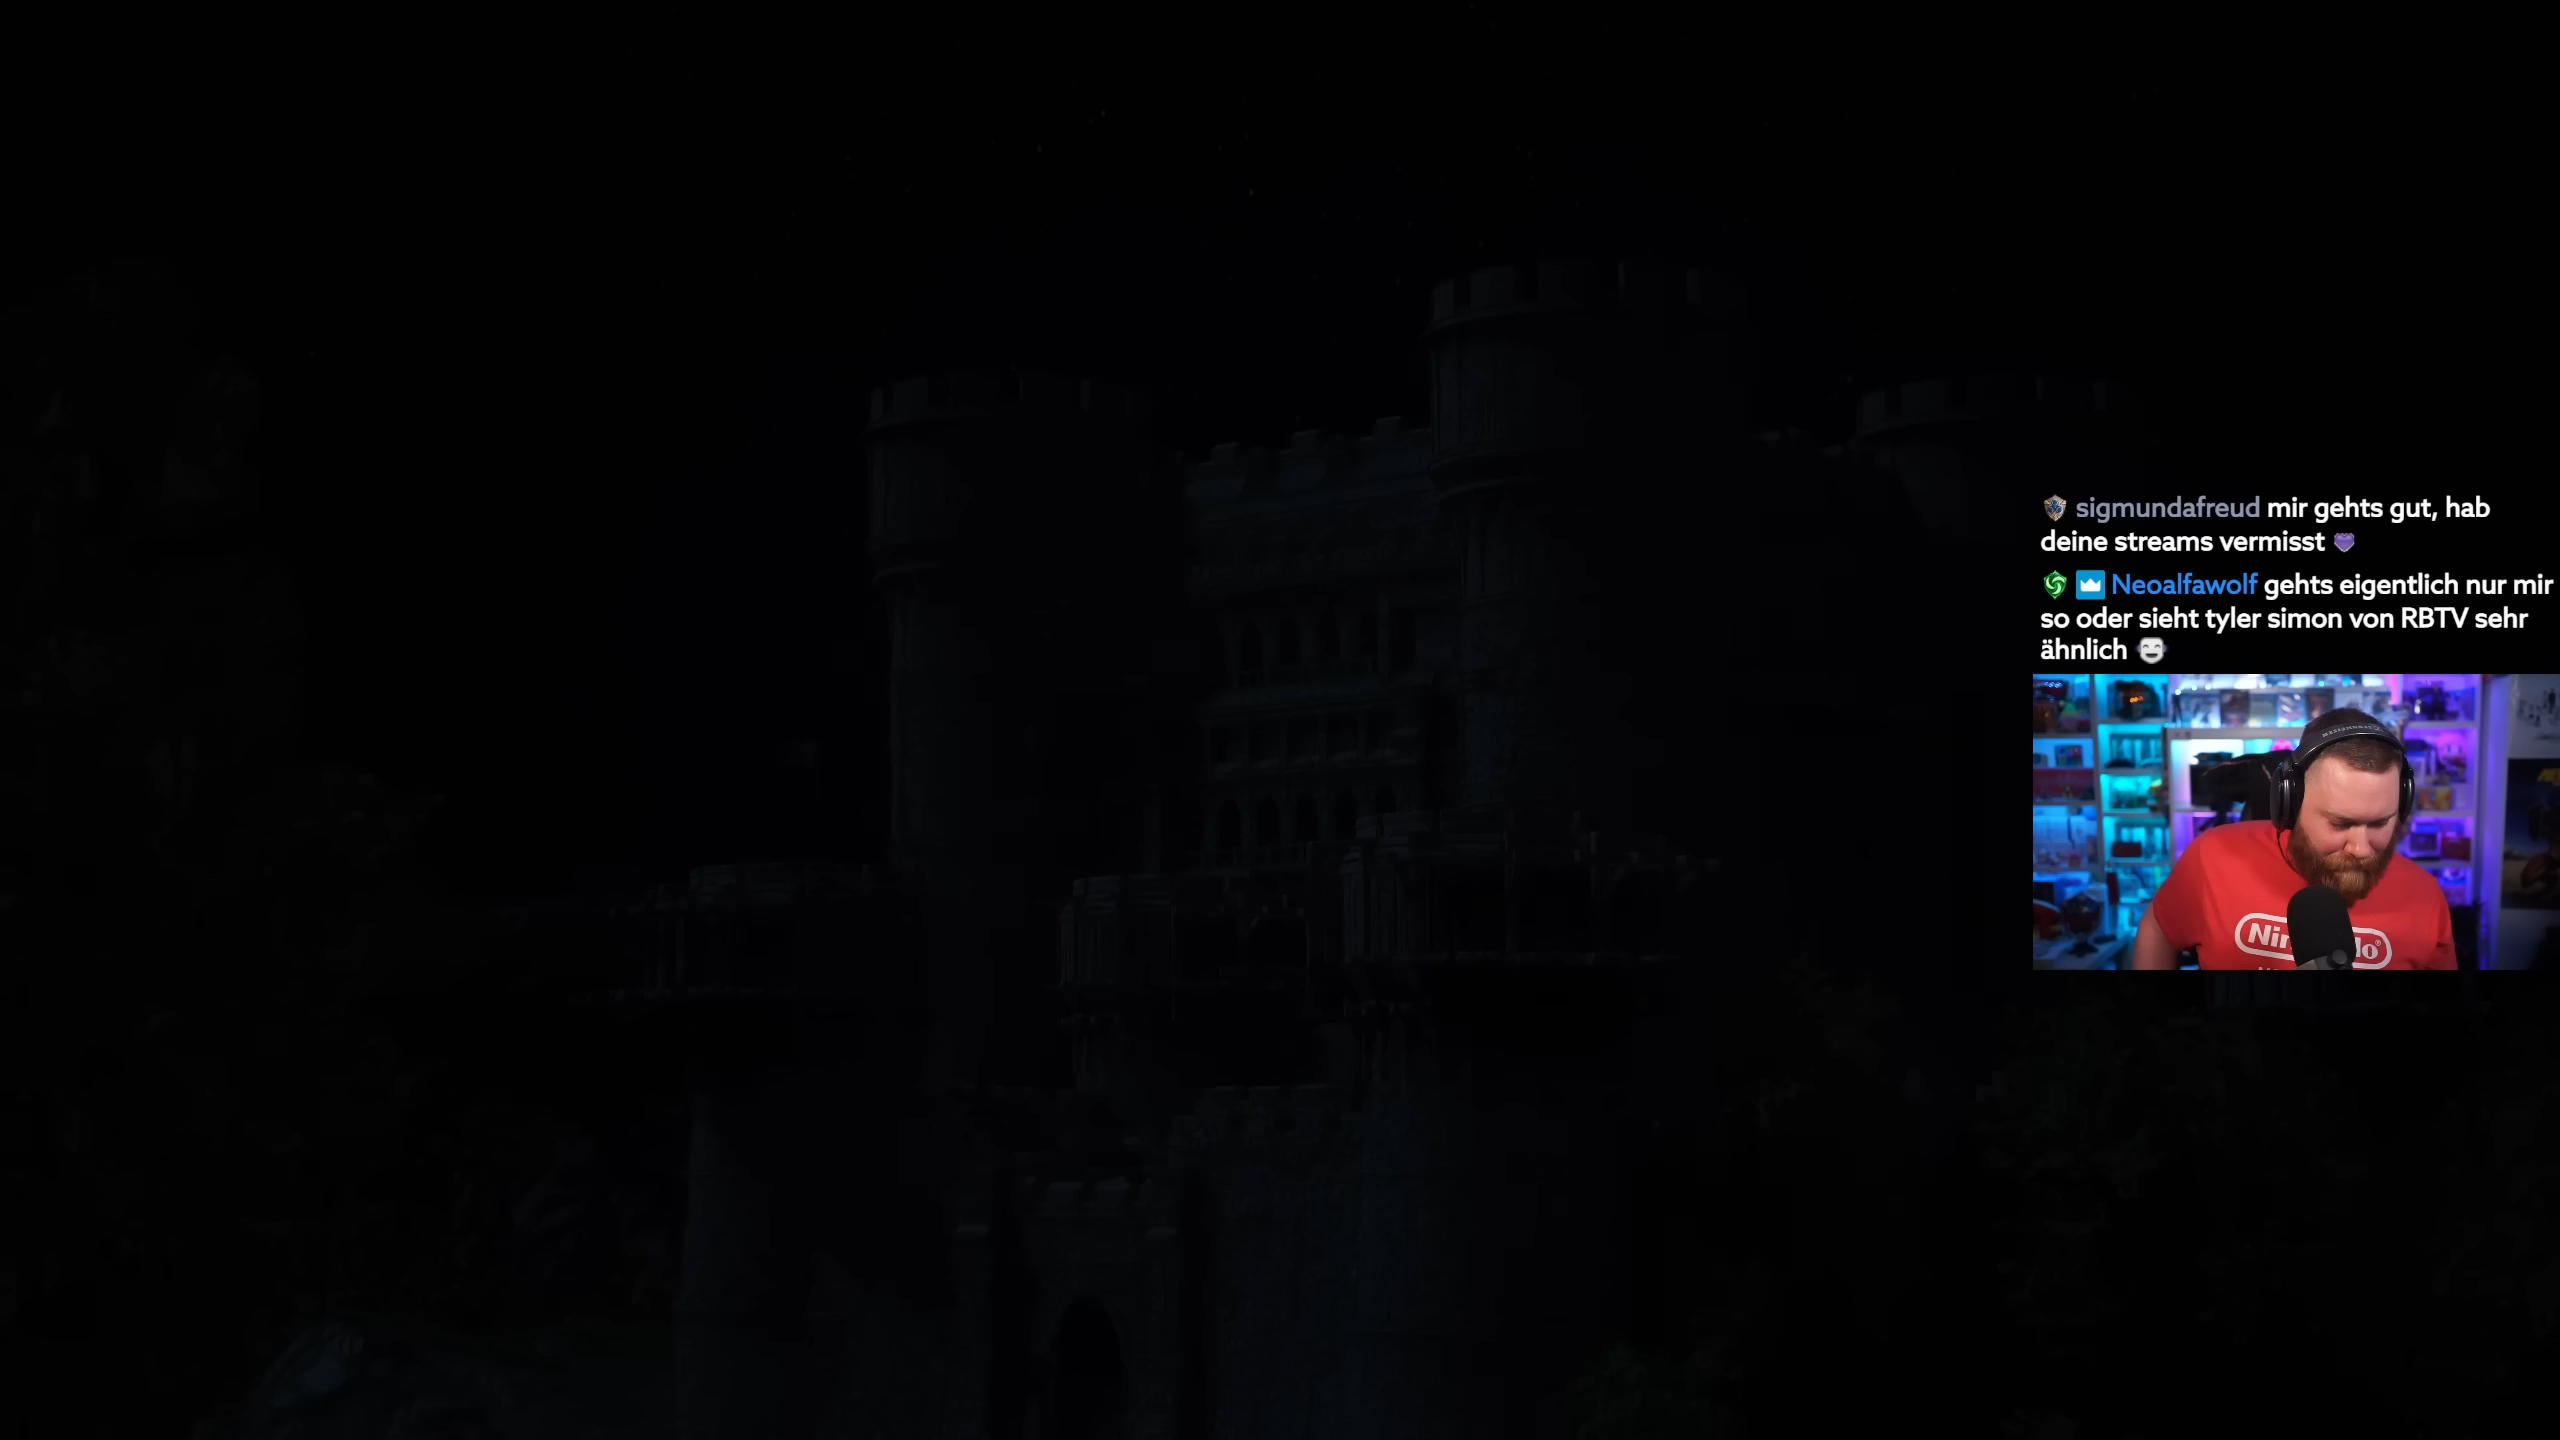 sigmundafreud mir gehts gut, hab
deine streams vermisst
Neoalfawolf gehts eigentlich nur mir
so oder sieht tyler simon von RBTV sehr
ähnlich